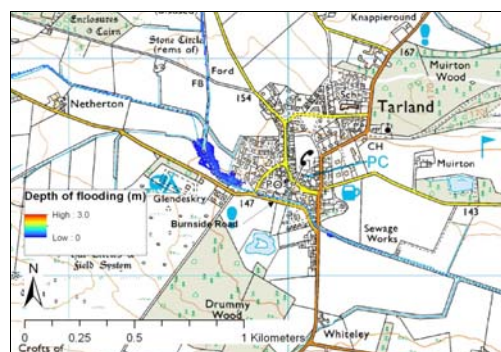 Enclosures
Cairn
Stone Circle
(rems of)
Ford
FB
154
Knappieround
167
Muirton
Wood
Sch
Tarland
Netherton
CH
PC
Muirton
Glendeskry
147
143
Depth of flooding (m)
High : 3.0
Low : 0
Burnside Road
Sewage
Works
Field System
N
Drummy
Wood
0 0.25 0.5 1 Kilometers
Whiteley
Crofts of